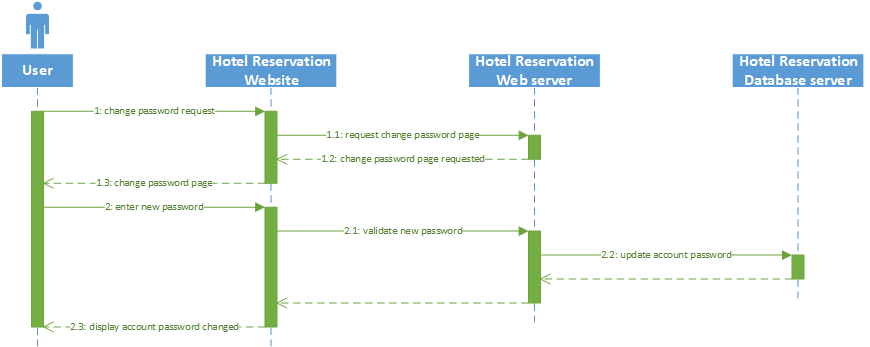 User
Hotel Reservation
Website
Hotel Reservation
Web server
Hotel Reservation
Database server
1: change password request
1.1: request change password page
1.2: change password page requested
1.3: change password page
2: enter new password
2.1: validate new password
2.2: update account password
2.3: display account password changed